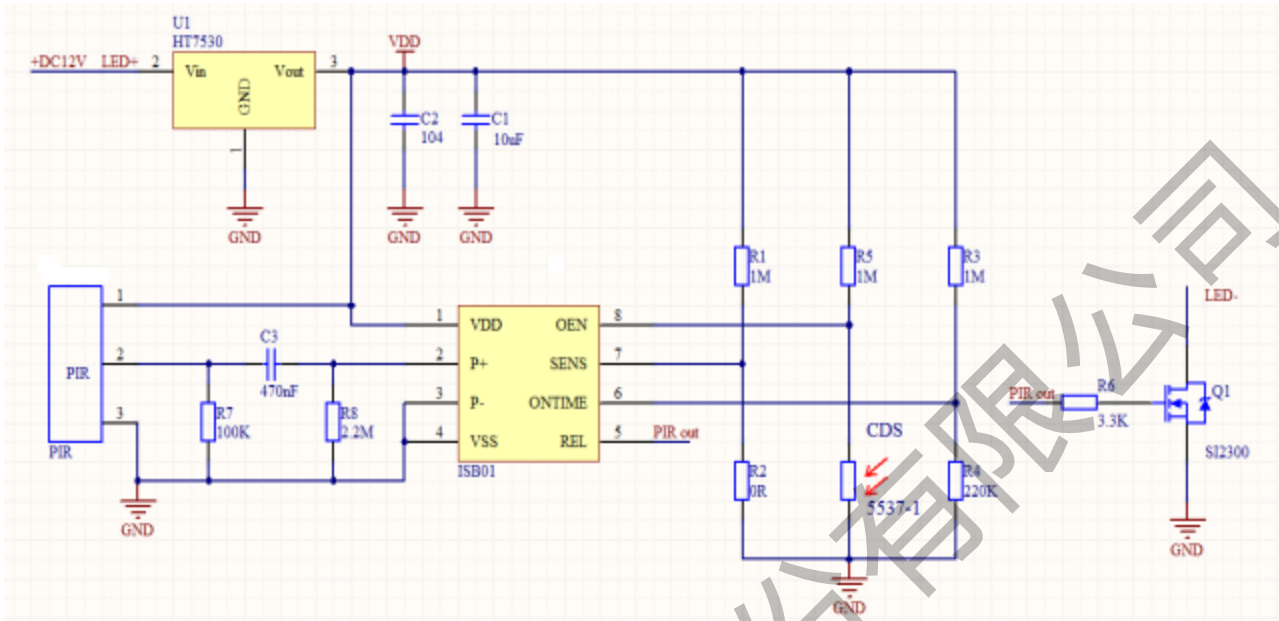 U1
HT7530
+DC12V LED+ 2 Vin Vout 3 VDD
GND
1
C2
104
C1
10uF
GND
GND
GND
R1
1M
R5
1M
R3
1M
LED-
1
2
3
PIR
PIR
C3
470nF
R7
100K
R8
2.2M
GND
1 VDD OEN 8
2 P+ SENS 7
3 P- ONTIME 6
4 VSS REL 5 PIR out
ISB01
CDS
R2
0R
5537-1
R4
220K
GND
PIR out
R6
3.3K
Q1
SI2300
GND
份有限公司